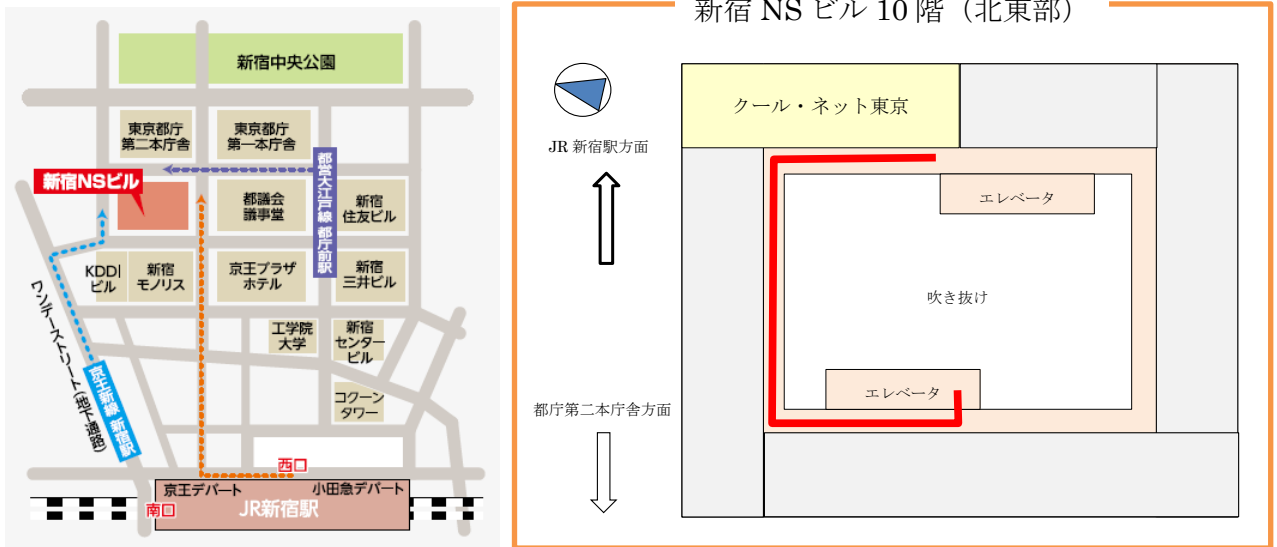 新宿中央公園
東京都庁
第二本庁舎
東京都庁
第一本庁舎
新宿NSビル
都議会
議事堂
都営大江戸線 都庁前駅
新宿
住友ビル
KDDI
ビル
新宿
モノリス
京王プラザ
ホテル
新宿
三井ビル
ワンデーストリート(地下通路)
京王新線 新宿駅
工学院
大学
新宿
センター
ビル
コクーン
タワー
西口
京王デパート
小田急デパート
南口
JR新宿駅
新宿 NS ビル 10 階（北東部）
クール・ネット東京
JR 新宿駅方面
エレベータ
吹き抜け
エレベータ
都庁第二本庁舎方面